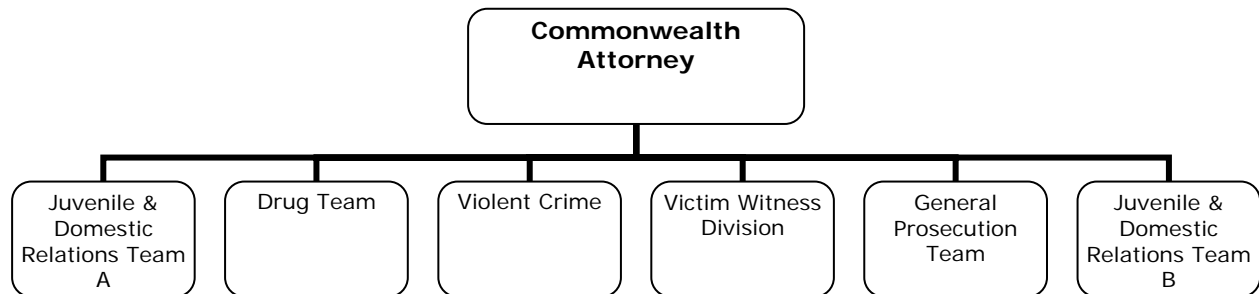 Commonwealth
Attorney
Juvenile &
Domestic
Relations Team
A
Drug Team
Violent Crime
Victim Witness
Division
General
Prosecution
Team
Juvenile &
Domestic
Relations Team
B